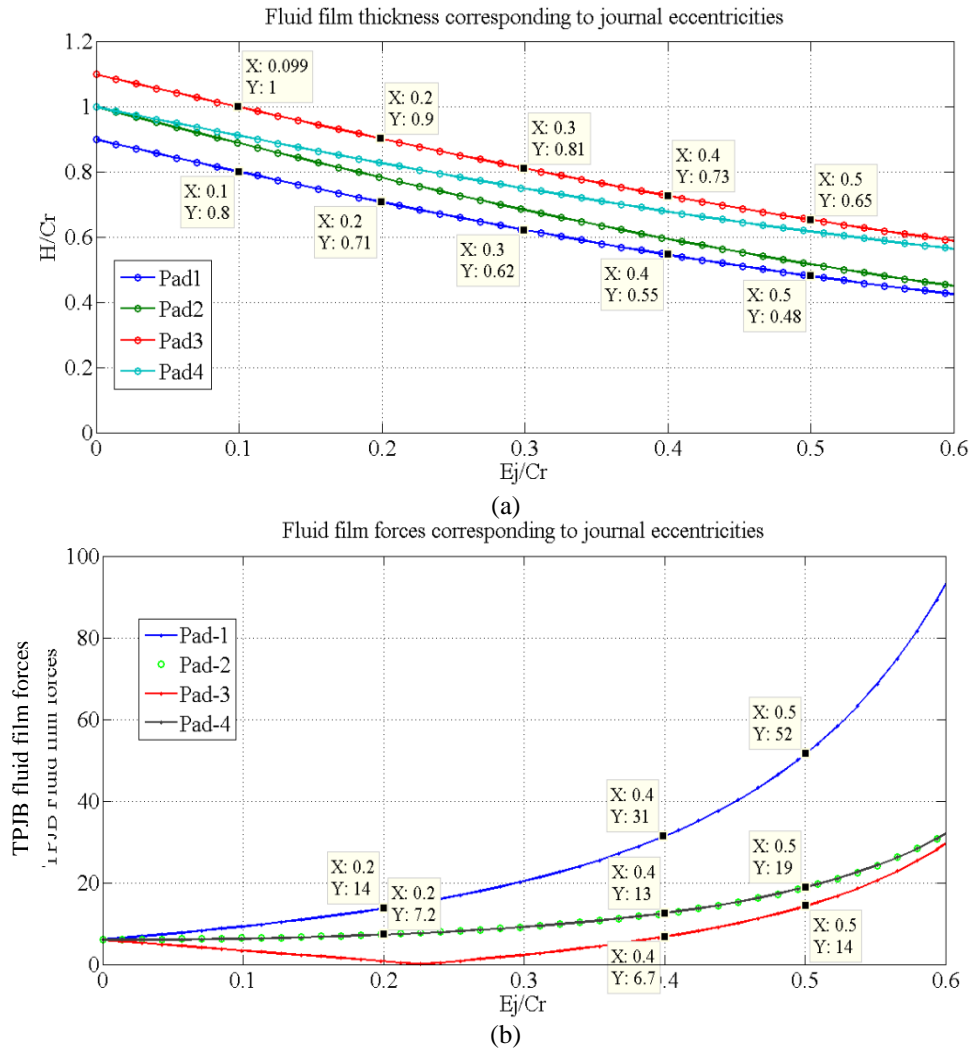 Fluid film thickness corresponding to journal eccentricities
1.2
1
0.8
0.6
0.4
0.2
0
H/Cr
X: 0.099
Y: 1
X: 0.2
Y: 0.9
X: 0.3
Y: 0.81
X: 0.4
Y: 0.73
X: 0.5
Y: 0.65
X: 0.1
Y: 0.8
X: 0.2
Y: 0.71
X: 0.3
Y: 0.62
X: 0.4
Y: 0.55
X: 0.5
Y: 0.48
Pad1
Pad2
Pad3
Pad4
0 0.1 0.2 0.3 0.4 0.5 0.6
Ej/Cr
(a)
Fluid film forces corresponding to journal eccentricities
100
80
60
40
20
0
TPJB fluid film forces
TPJB Fluid film forces
Pad-1
Pad-2
Pad-3
Pad-4
X: 0.2
Y: 14
X: 0.2
Y: 7.2
X: 0.4
Y: 31
X: 0.4
Y: 13
X: 0.4
Y: 6.7
X: 0.5
Y: 52
X: 0.5
Y: 19
X: 0.5
Y: 14
0 0.1 0.2 0.3 0.4 0.5 0.6
Ej/Cr
(b)